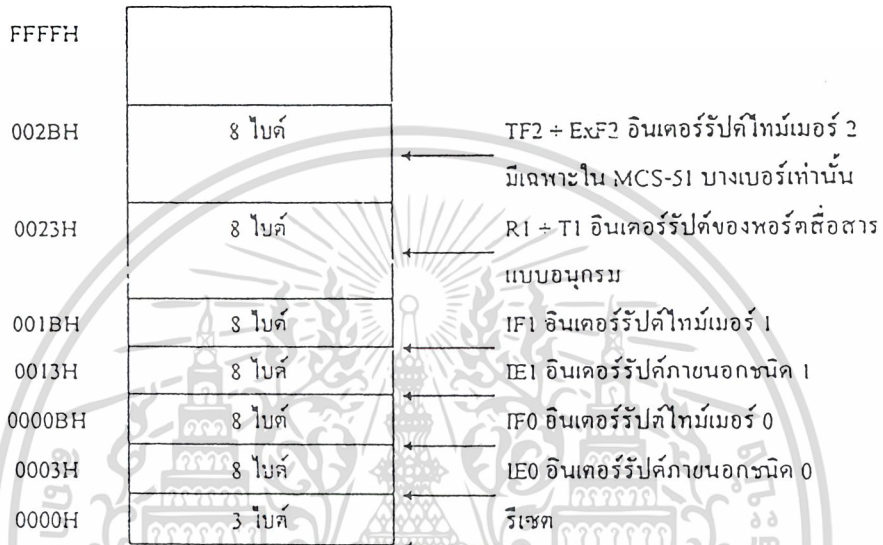 FFFFH
002BH 8 ไบต์ TF2 + ExF2 อินเตอร์รัปต์ไทม์เมอร์ 2
มีเฉพาะใน MCS-51 บางเบอร์เท่านั้น
0023H 8 ไบต์ R1 + T1 อินเตอร์รัปต์ของพอร์ตสื่อสาร
แบบอนุกรม
001BH 8 ไบต์ IF1 อินเตอร์รัปต์ไทม์เมอร์ 1
0013H 8 ไบต์ IE1 อินเตอร์รัปต์ภายนอกชนิด 1
0000BH 8 ไบต์ IF0 อินเตอร์รัปต์ไทม์เมอร์ 0
0003H 8 ไบต์ IE0 อินเตอร์รัปต์ภายนอกชนิด 0
0000H 3 ไบต์ รีเซต